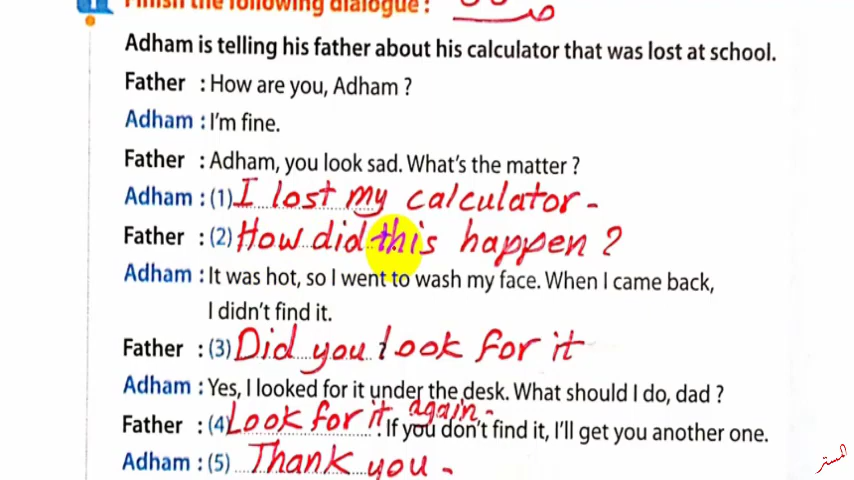 1 Finish the following dialogue :
Adham is telling his father about his calculator that was lost at school.
Father : How are you, Adham ?
Adham : I'm fine.
Father : Adham, you look sad. What's the matter ?
Adham : (1) I lost my calculator.
Father : (2) How did this happen ?
Adham : It was hot, so I went to wash my face. When I came back,
I didn't find it.
Father : (3) Did you look for it ?
Adham : Yes, I looked for it under the desk. What should I do, dad ?
Father : (4) Look for it again. . If you don't find it, I'll get you another one.
Adham : (5) Thank you .
المستر